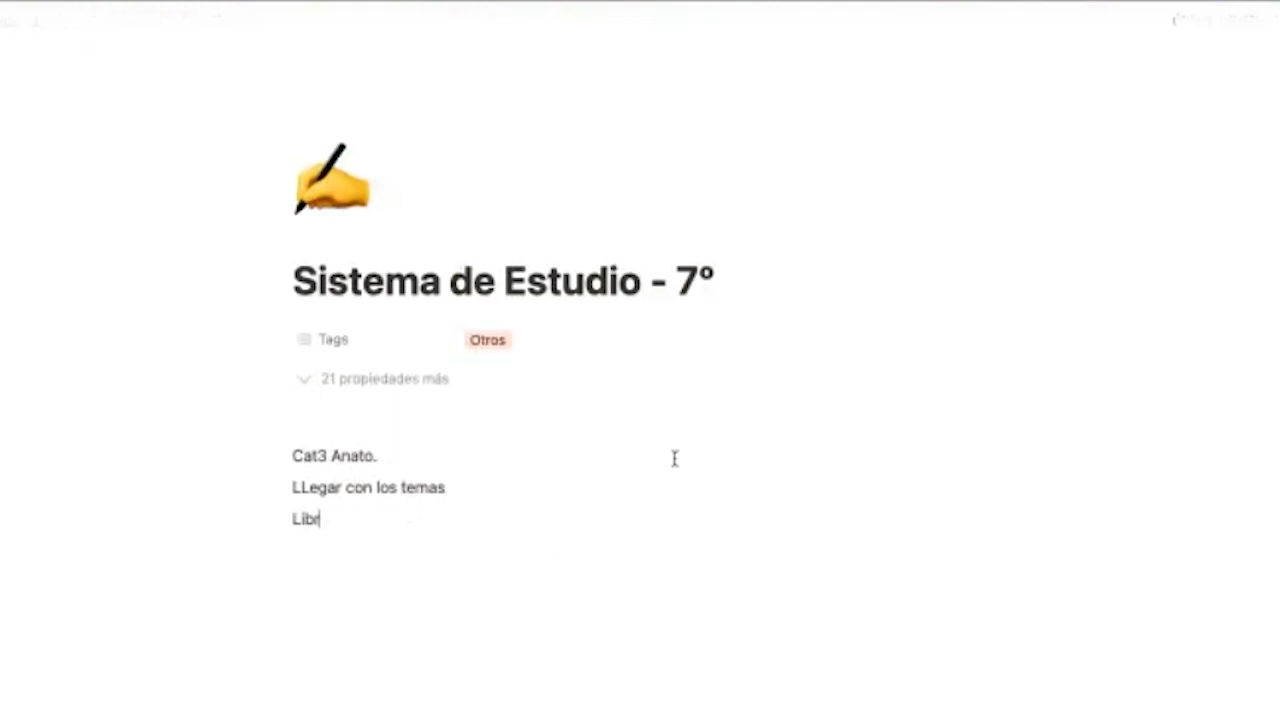 Sistema de Estudio - 7º
Tags
Otros
21 propiedades más
Cat3 Anato.
LLegar con los temas
Libr